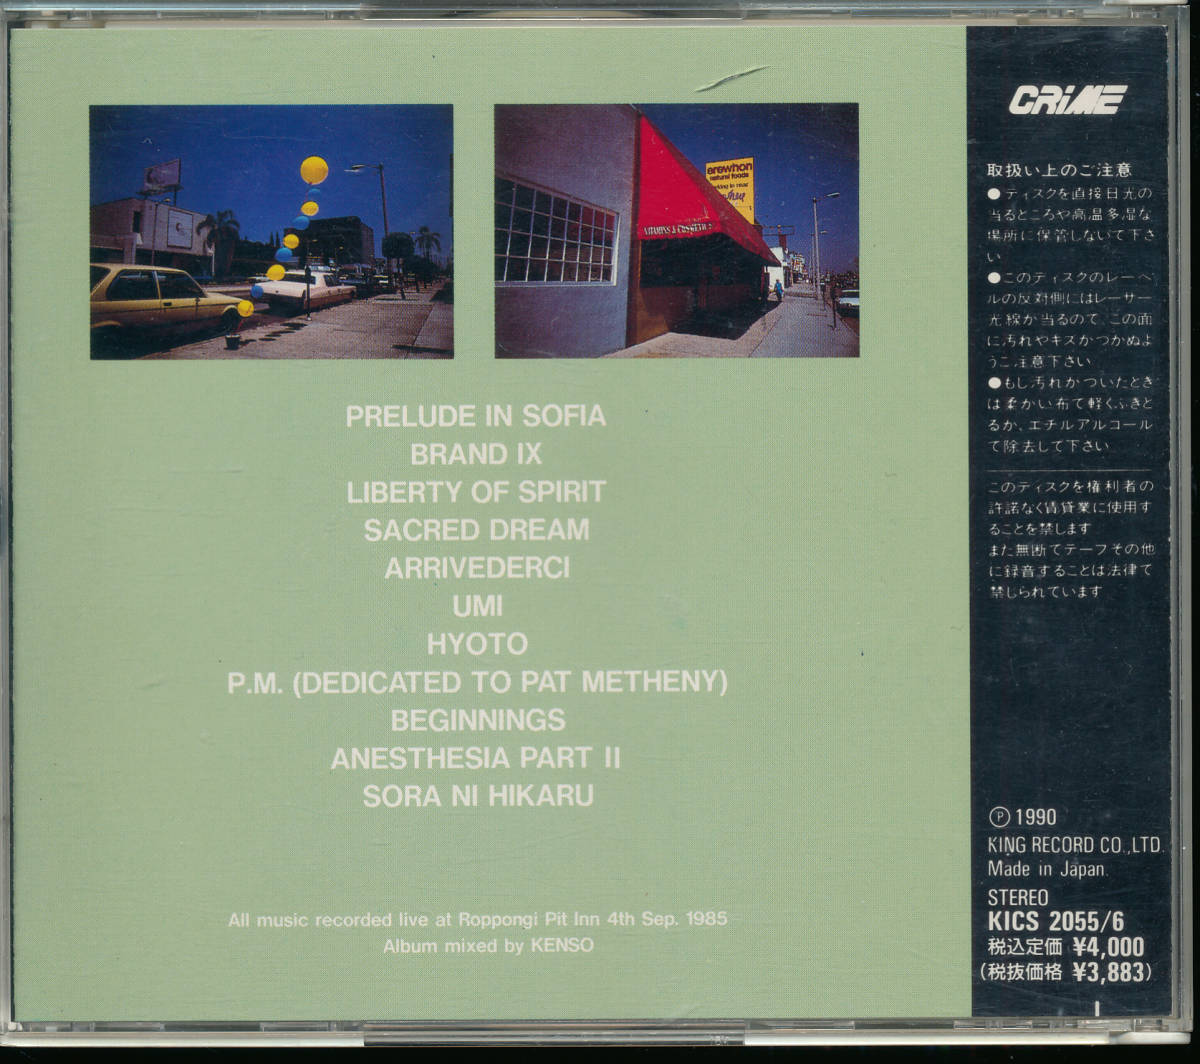 CRIME
erewhon
natural foods
VITAMINS & COSMETICS
PRELUDE IN SOFIA
BRAND IX
LIBERTY OF SPIRIT
SACRED DREAM
ARRIVEDERCI
UMI
HYOTO
P.M. (DEDICATED TO PAT METHENY)
BEGINNINGS
ANESTHESIA PART II
SORA NI HIKARU
All music recorded live at Roppongi Pit Inn 4th Sep. 1985
Album mixed by KENSO
取扱い上のご注意
●ディスクを直接日光の
当るところや高温多湿な
場所に保管しないで下さ
い
●このディスクのレーベ
ルの反対側にはレーザー
光線が当るので、この面
に汚れやキズがつかぬよ
うご注意下さい
●もし汚れがついたとき
は柔かい布で軽くふきと
るか、エチルアルコール
で除去して下さい
このディスクを権利者の
許諾なく賃貸業に使用す
ることを禁じます
また無断でテープその他
に録音することは法律で
禁じられています
Ⓟ 1990
KING RECORD CO.,LTD.
Made in Japan.
STEREO
KICS 2055/6
税込定価 ¥4,000
(税抜価格 ¥3,883)